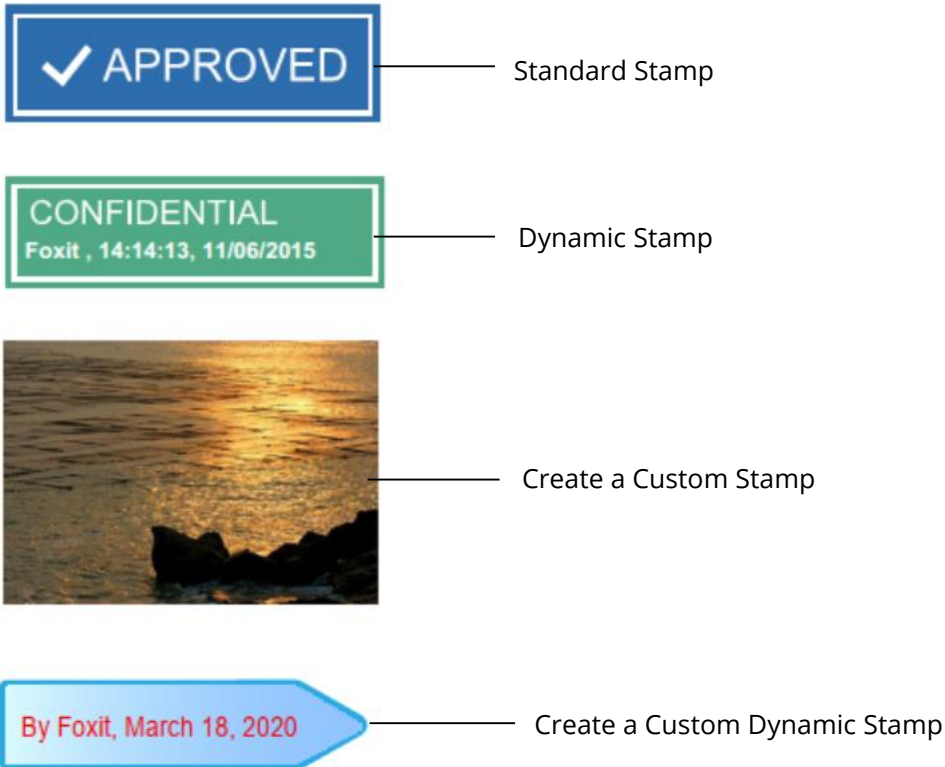 APPROVED
Standard Stamp
CONFIDENTIAL
Foxit , 14:14:13, 11/06/2015
Dynamic Stamp
Create a Custom Stamp
By Foxit, March 18, 2020
Create a Custom Dynamic Stamp